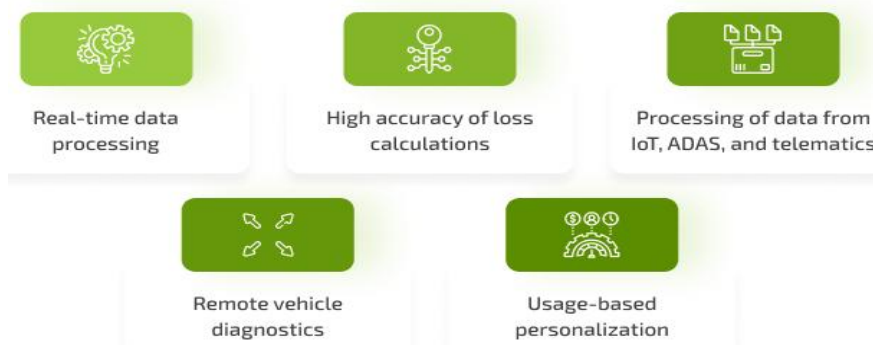 Real-time data
processing
High accuracy of loss
calculations
Processing of data from
IoT, ADAS, and telematics
Remote vehicle
diagnostics
Usage-based
personalization